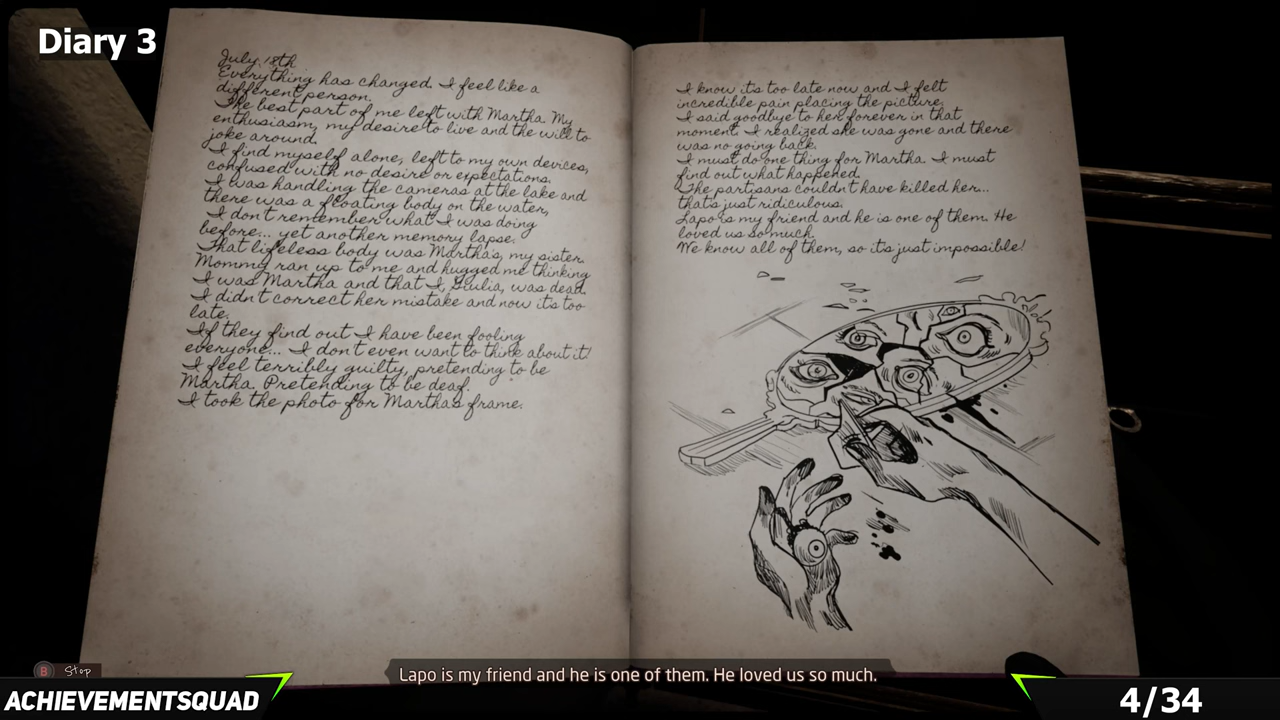 Diary 3
July 18th
Everything has changed. I feel like a
different person.
The best part of me left with Martha. My
enthusiasm, my desire to live and the will to
joke around.
I find myself alone, left to my own devices,
confused with no desire or expectations.
I was handling the cameras at the lake and
there was a floating body on the water,
I don't remember what I was doing
before... yet another memory lapse.
That lifeless body was Martha's, my sister.
Mommy ran up to me and hugged me thinking
I was Martha and that I, Giulia, was dead.
I didn't correct her mistake and now it's too
late.
If they find out I have been fooling
everyone... I don't even want to think about it!
I feel terribly guilty, pretending to be
Martha. Pretending to be deaf.
I took the photo for Martha's frame.
I know it's too late now and I felt
incredible pain placing the picture.
I said goodbye to her forever in that
moment. I realized she was gone and there
was no going back.
I must do one thing for Martha. I must
find out what happened.
The partisans couldn't have killed her...
that's just ridiculous.
Lapo is my friend and he is one of them. He
loved us so much.
We know all of them, so it's just impossible!
B Stop
Lapo is my friend and he is one of them. He loved us so much.
ACHIEVEMENTSQUAD
4/34